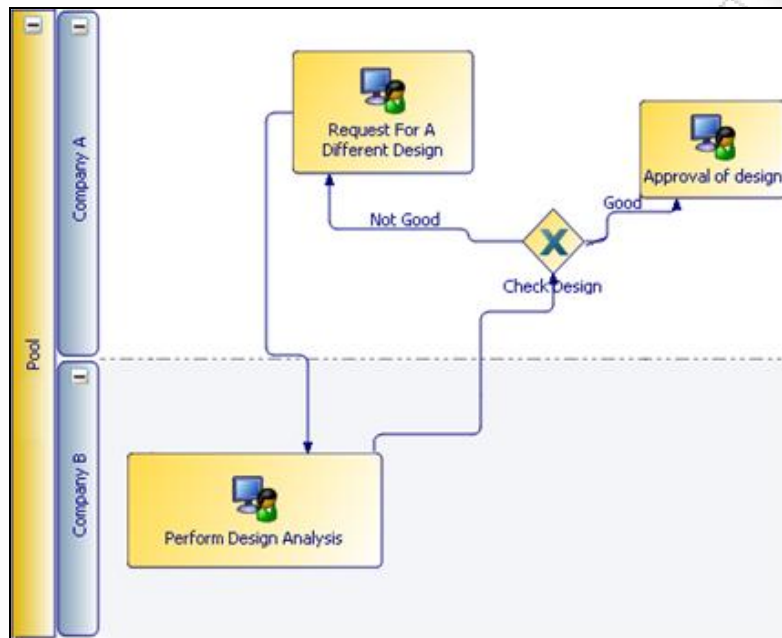 Pool
Company A
Request For A
Different Design
Approval of design
Good
Not Good
Check Design
Company B
Perform Design Analysis